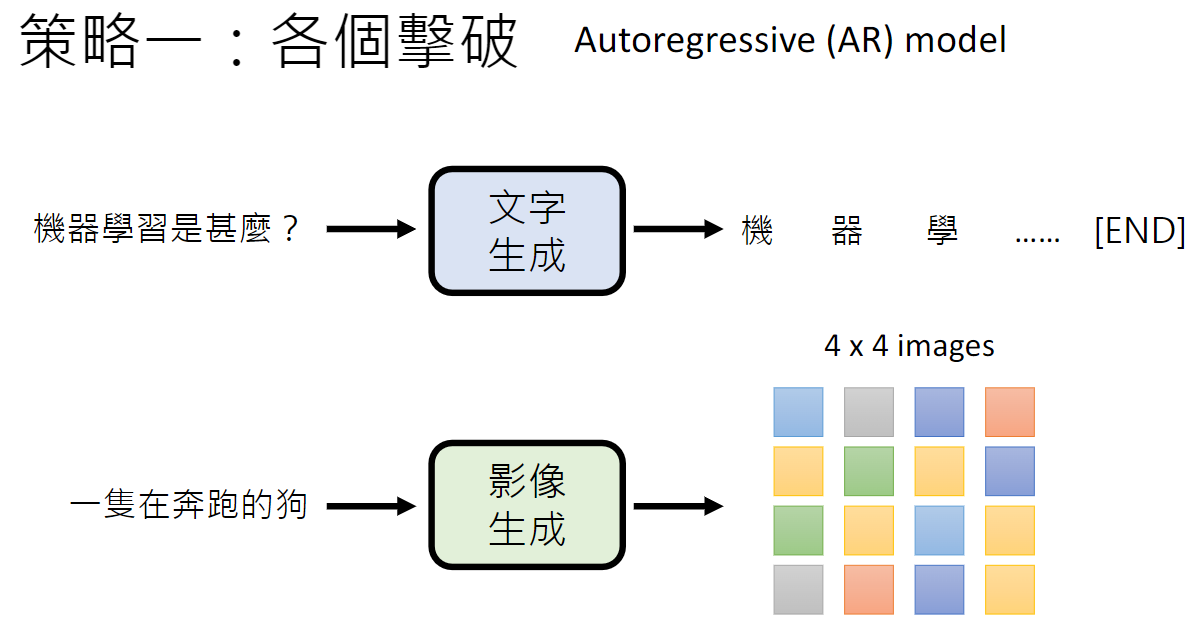 策略一：各個擊破 Autoregressive (AR) model
機器學習是甚麼？
文字
生成
機 器 學 …… [END]
4 x 4 images
一隻在奔跑的狗
影像
生成